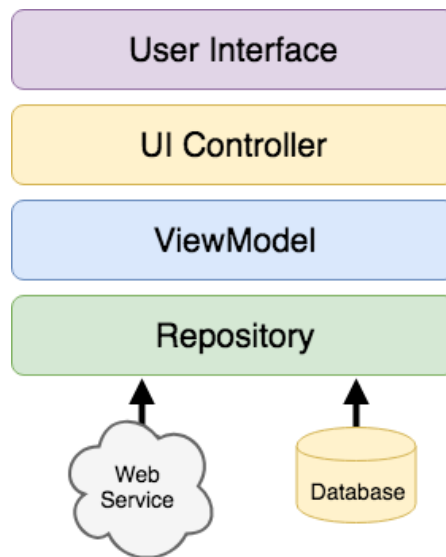 User Interface
UI Controller
ViewModel
Repository
Web
Service
Database